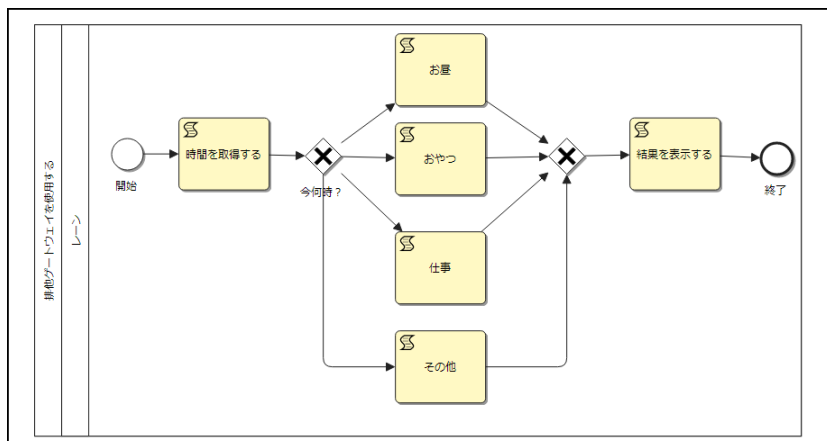 排他ゲートウェイを使用する
レーン
開始
時間を取得する
今何時？
お昼
おやつ
仕事
その他
結果を表示する
終了